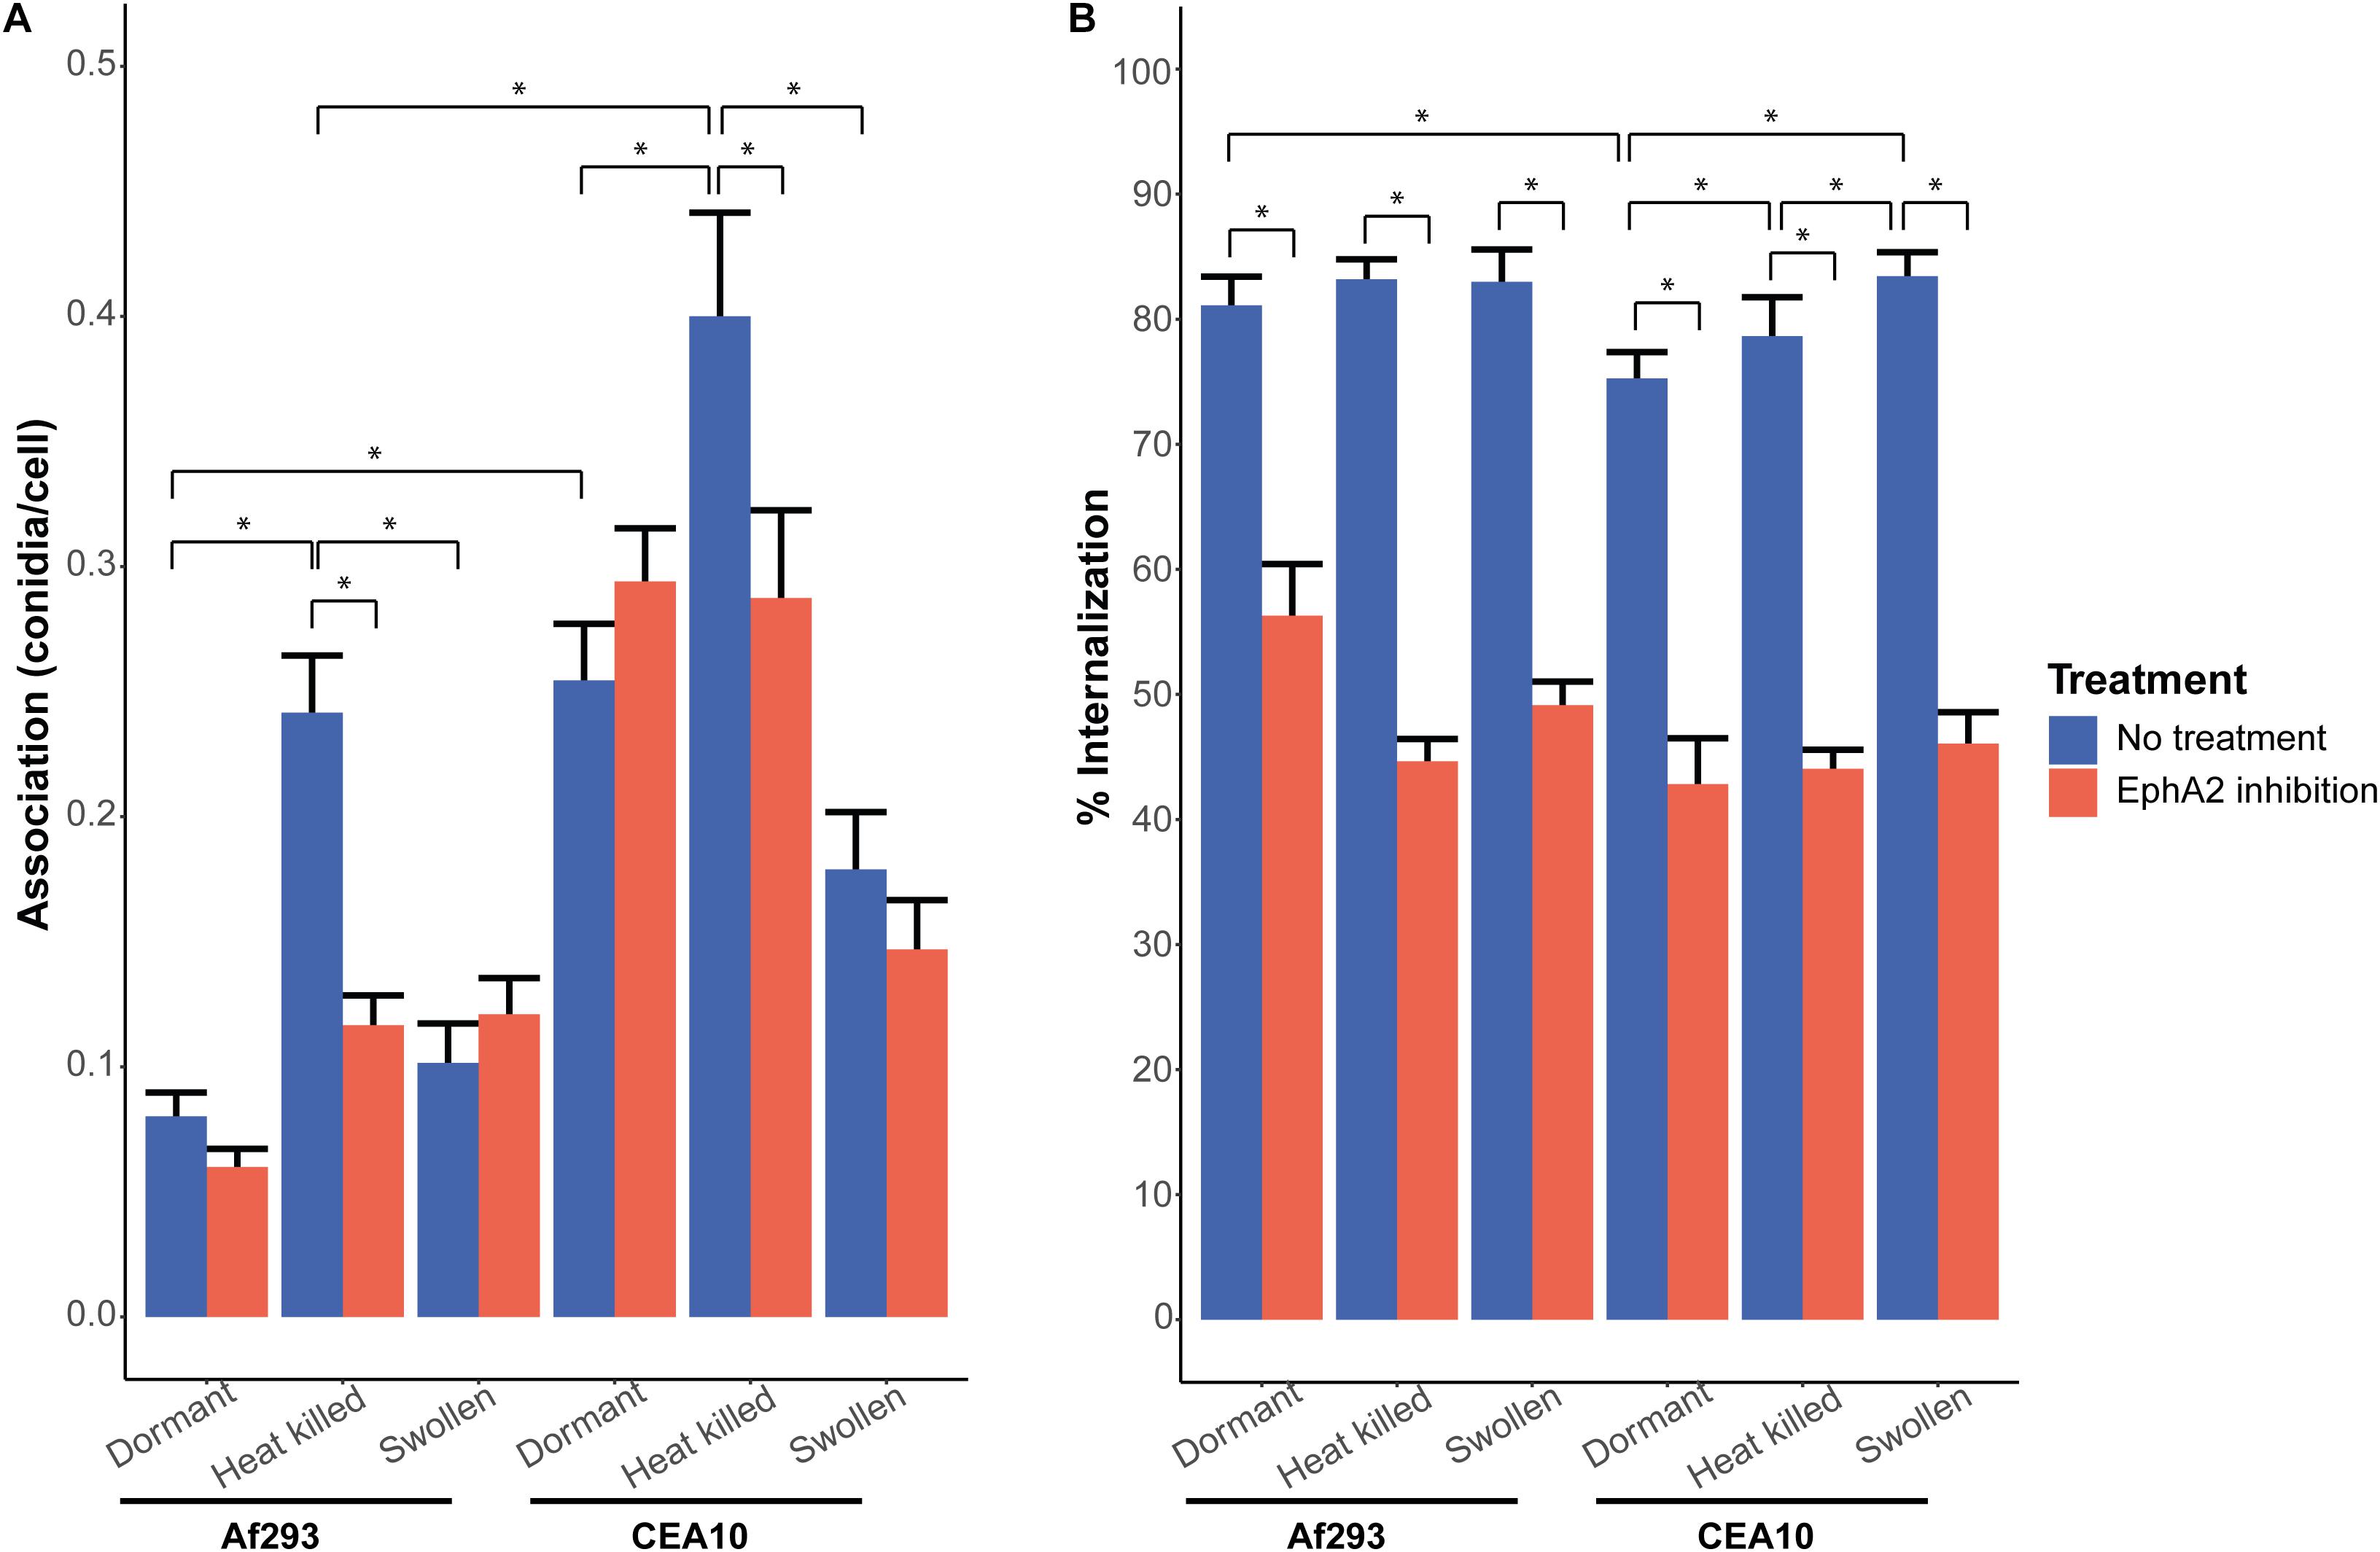 A
Association (conidia/cell)
0.5
0.4
0.3
0.2
0.1
0.0
* *
* *
*
* *
*
Dormant Heat killed Swollen Dormant Heat killed Swollen
Af293 CEA10
B
% Internalization
100
90
80
70
60
50
40
30
20
10
0
* *
* * * * * *
*
*
Dormant Heat killed Swollen Dormant Heat killed Swollen
Af293 CEA10
Treatment
No treatment
EphA2 inhibition